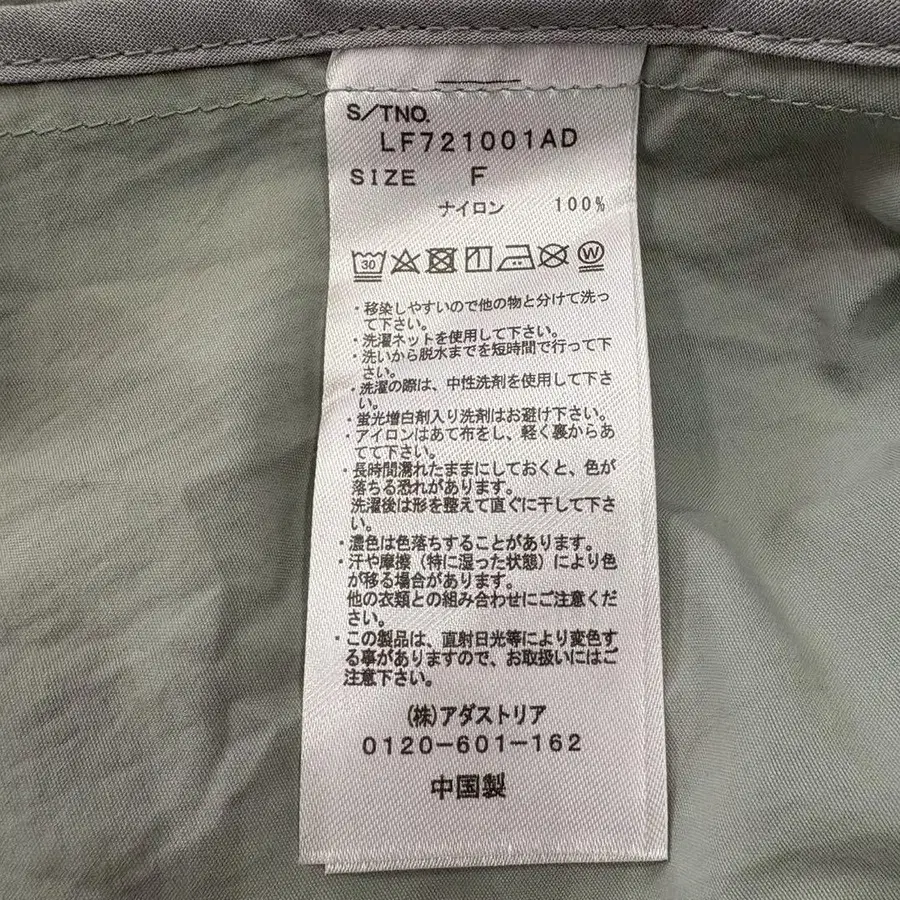 S/TNO.
LF721001AD
SIZE F
ナイロン 100%
30 W
・移染しやすいので他の物と分けて洗っ
て下さい。
・洗濯ネットを使用して下さい。
・洗いから脱水までを短時間で行って下
さい。
・洗濯の際は、中性洗剤を使用して下さ
い。
・蛍光増白剤入り洗剤はお避け下さい。
・アイロンはあて布をし、軽く裏からあ
てて下さい。
・長時間濡れたままにしておくと、色が
落ちる恐れがあります。
洗濯後は形を整えて直ぐに干して下さ
い。
・濃色は色落ちすることがあります。
・汗や摩擦（特に湿った状態）により色
が移る場合があります。
他の衣類との組み合わせにご注意くだ
さい。
・この製品は、直射日光等により変色す
る事がありますので、お取扱いにはご
注意下さい。
(株)アダストリア
0120-601-162
中国製